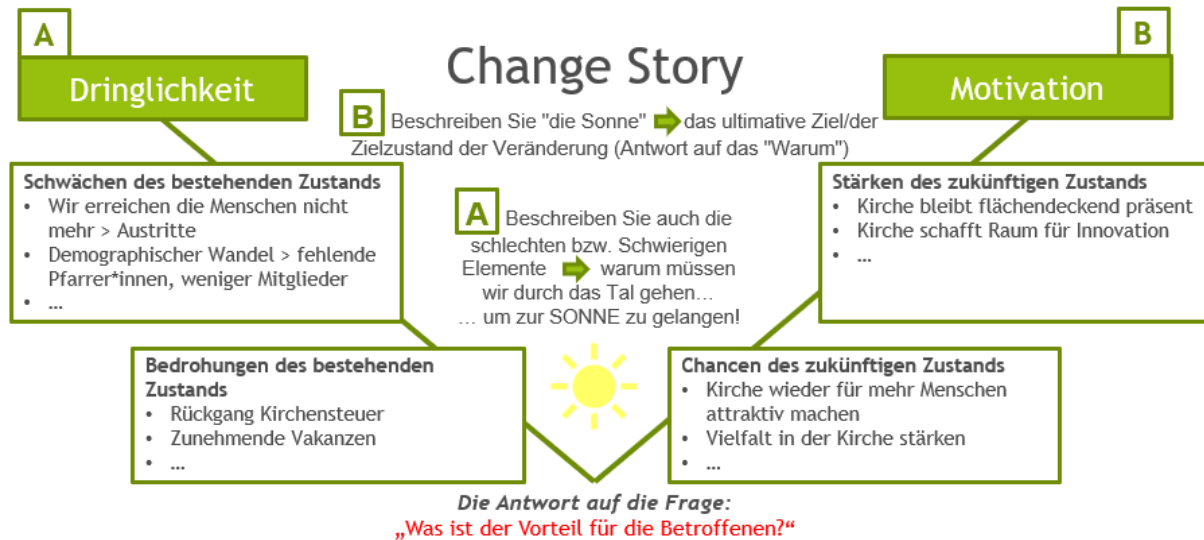 A
Dringlichkeit
Change Story
B
Motivation
B Beschreiben Sie "die Sonne" das ultimative Ziel/der
Zielzustand der Veränderung (Antwort auf das "Warum")
Schwächen des bestehenden Zustands
• Wir erreichen die Menschen nicht
mehr > Austritte
• Demographischer Wandel > fehlende
Pfarrer*innen, weniger Mitglieder
• ...
A Beschreiben Sie auch die
schlechten bzw. Schwierigen
Elemente warum müssen
wir durch das Tal gehen...
... um zur SONNE zu gelangen!
Stärken des zukünftigen Zustands
• Kirche bleibt flächendeckend präsent
• Kirche schafft Raum für Innovation
• ...
Bedrohungen des bestehenden
Zustands
• Rückgang Kirchensteuer
• Zunehmende Vakanzen
• ...
Chancen des zukünftigen Zustands
• Kirche wieder für mehr Menschen
attraktiv machen
• Vielfalt in der Kirche stärken
• ...
Die Antwort auf die Frage:
„Was ist der Vorteil für die Betroffenen?“